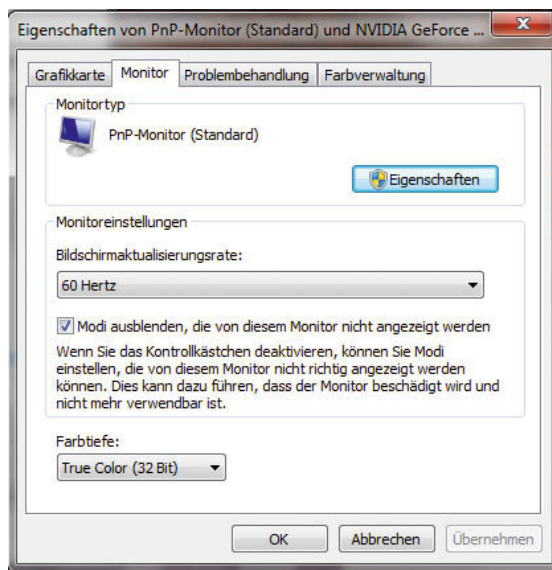 Eigenschaften von PnP-Monitor (Standard) und NVIDIA GeForce ...
Grafikkarte Monitor Problembehandlung Farbverwaltung
Monitortyp
PnP-Monitor (Standard)
Eigenschaften
Monitoreinstellungen
Bildschirmaktualisierungsrate:
60 Hertz
Modi ausblenden, die von diesem Monitor nicht angezeigt werden
Wenn Sie das Kontrollkästchen deaktivieren, können Sie Modi
einstellen, die von diesem Monitor nicht richtig angezeigt werden
können. Dies kann dazu führen, dass der Monitor beschädigt wird und
nicht mehr verwendbar ist.
Farbtiefe:
True Color (32 Bit)
OK Abbrechen Übernehmen